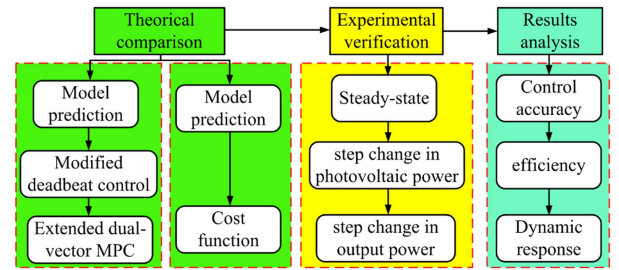 Theorical
comparison
Experimental
verification
Results
analysis
Model
prediction
Modified
deadbeat control
Extended dual-
vector MPC
Model
prediction
Cost
function
Steady-state
step change in
photovoltaic power
step change in
output power
Control
accuracy
efficiency
Dynamic
response